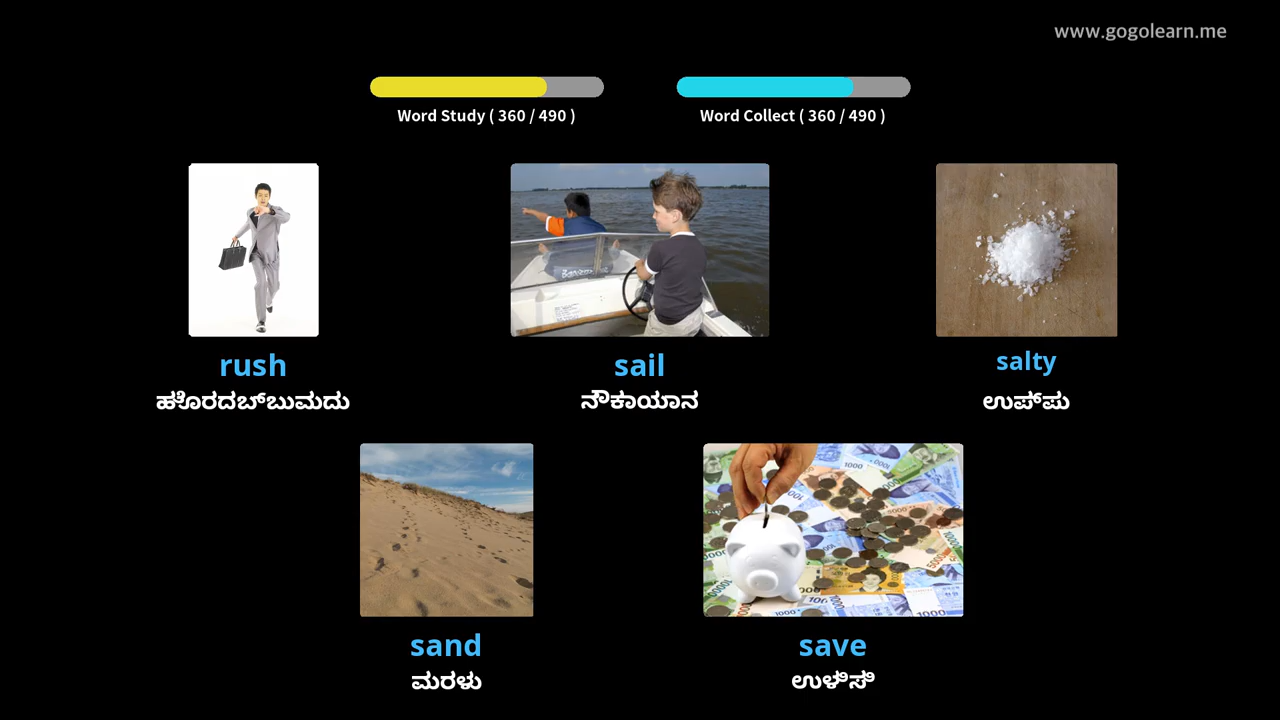 www.gogolearn.me
Word Study ( 360 / 490 )
Word Collect ( 360 / 490 )
rush
sail
salty
ಹೊರದಬ್‌ಬುಮದು
ನೌಕಾಯಾನ
ಉಪ್‌ಪು
sand
save
ಮರಳು
ಉಳಿಸಿ